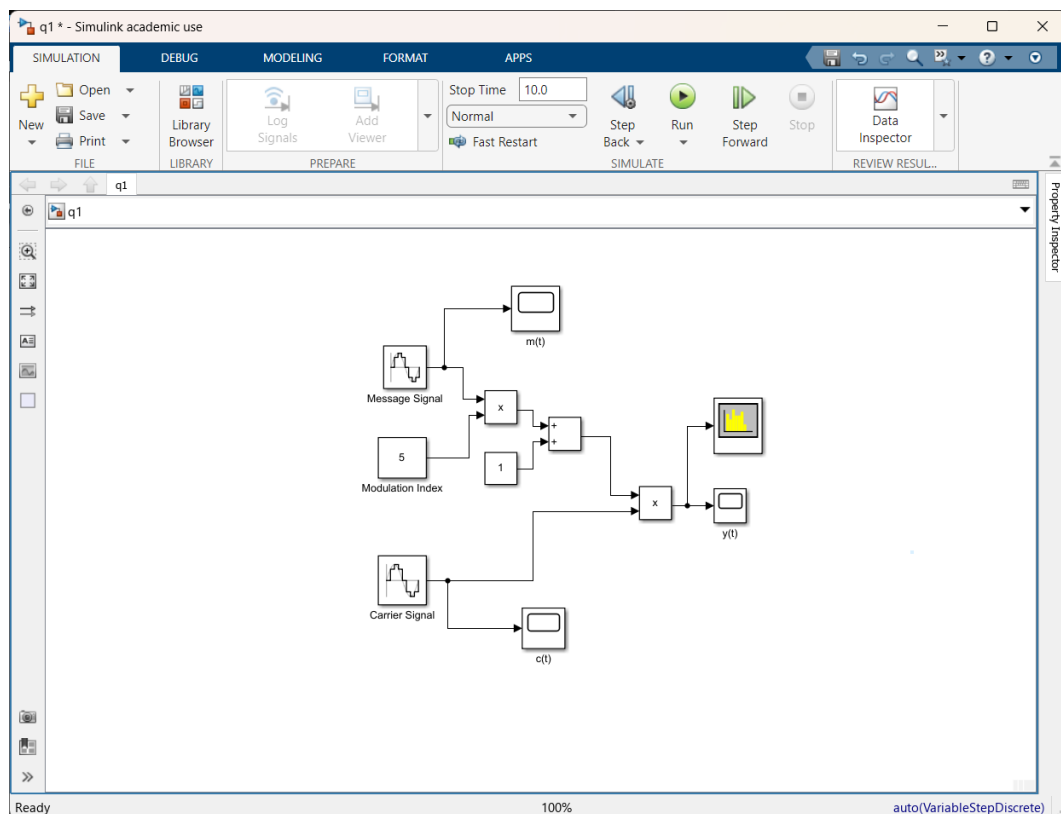 q1 * - Simulink academic use
SIMULATION DEBUG MODELING FORMAT APPS
New
Open
Save
Print
FILE
Library
Browser
LIBRARY
Log
Signals
Add
Viewer
PREPARE
Stop Time 10.0
Normal
Fast Restart
Step
Back
Run
Step
Forward
Stop
SIMULATE
Data
Inspector
REVIEW RESUL...
q1
q1
Property Inspector
m(t)
Message Signal
x
+
+
5
1
Modulation Index
x
y(t)
Carrier Signal
c(t)
Ready 100% auto(VariableStepDiscrete)